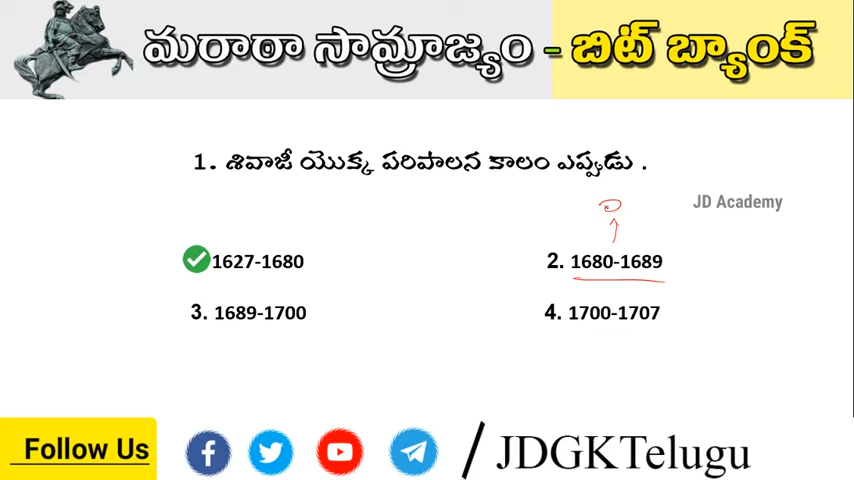 మరాఠా సామ్రాజ్యం - బిట్ బ్యాంక్
1. శివాజీ యొక్క పరిపాలన కాలం ఎప్పుడు .
JD Academy
1627-1680
2. 1680-1689
3. 1689-1700
4. 1700-1707
Follow Us
/ JDGKTelugu